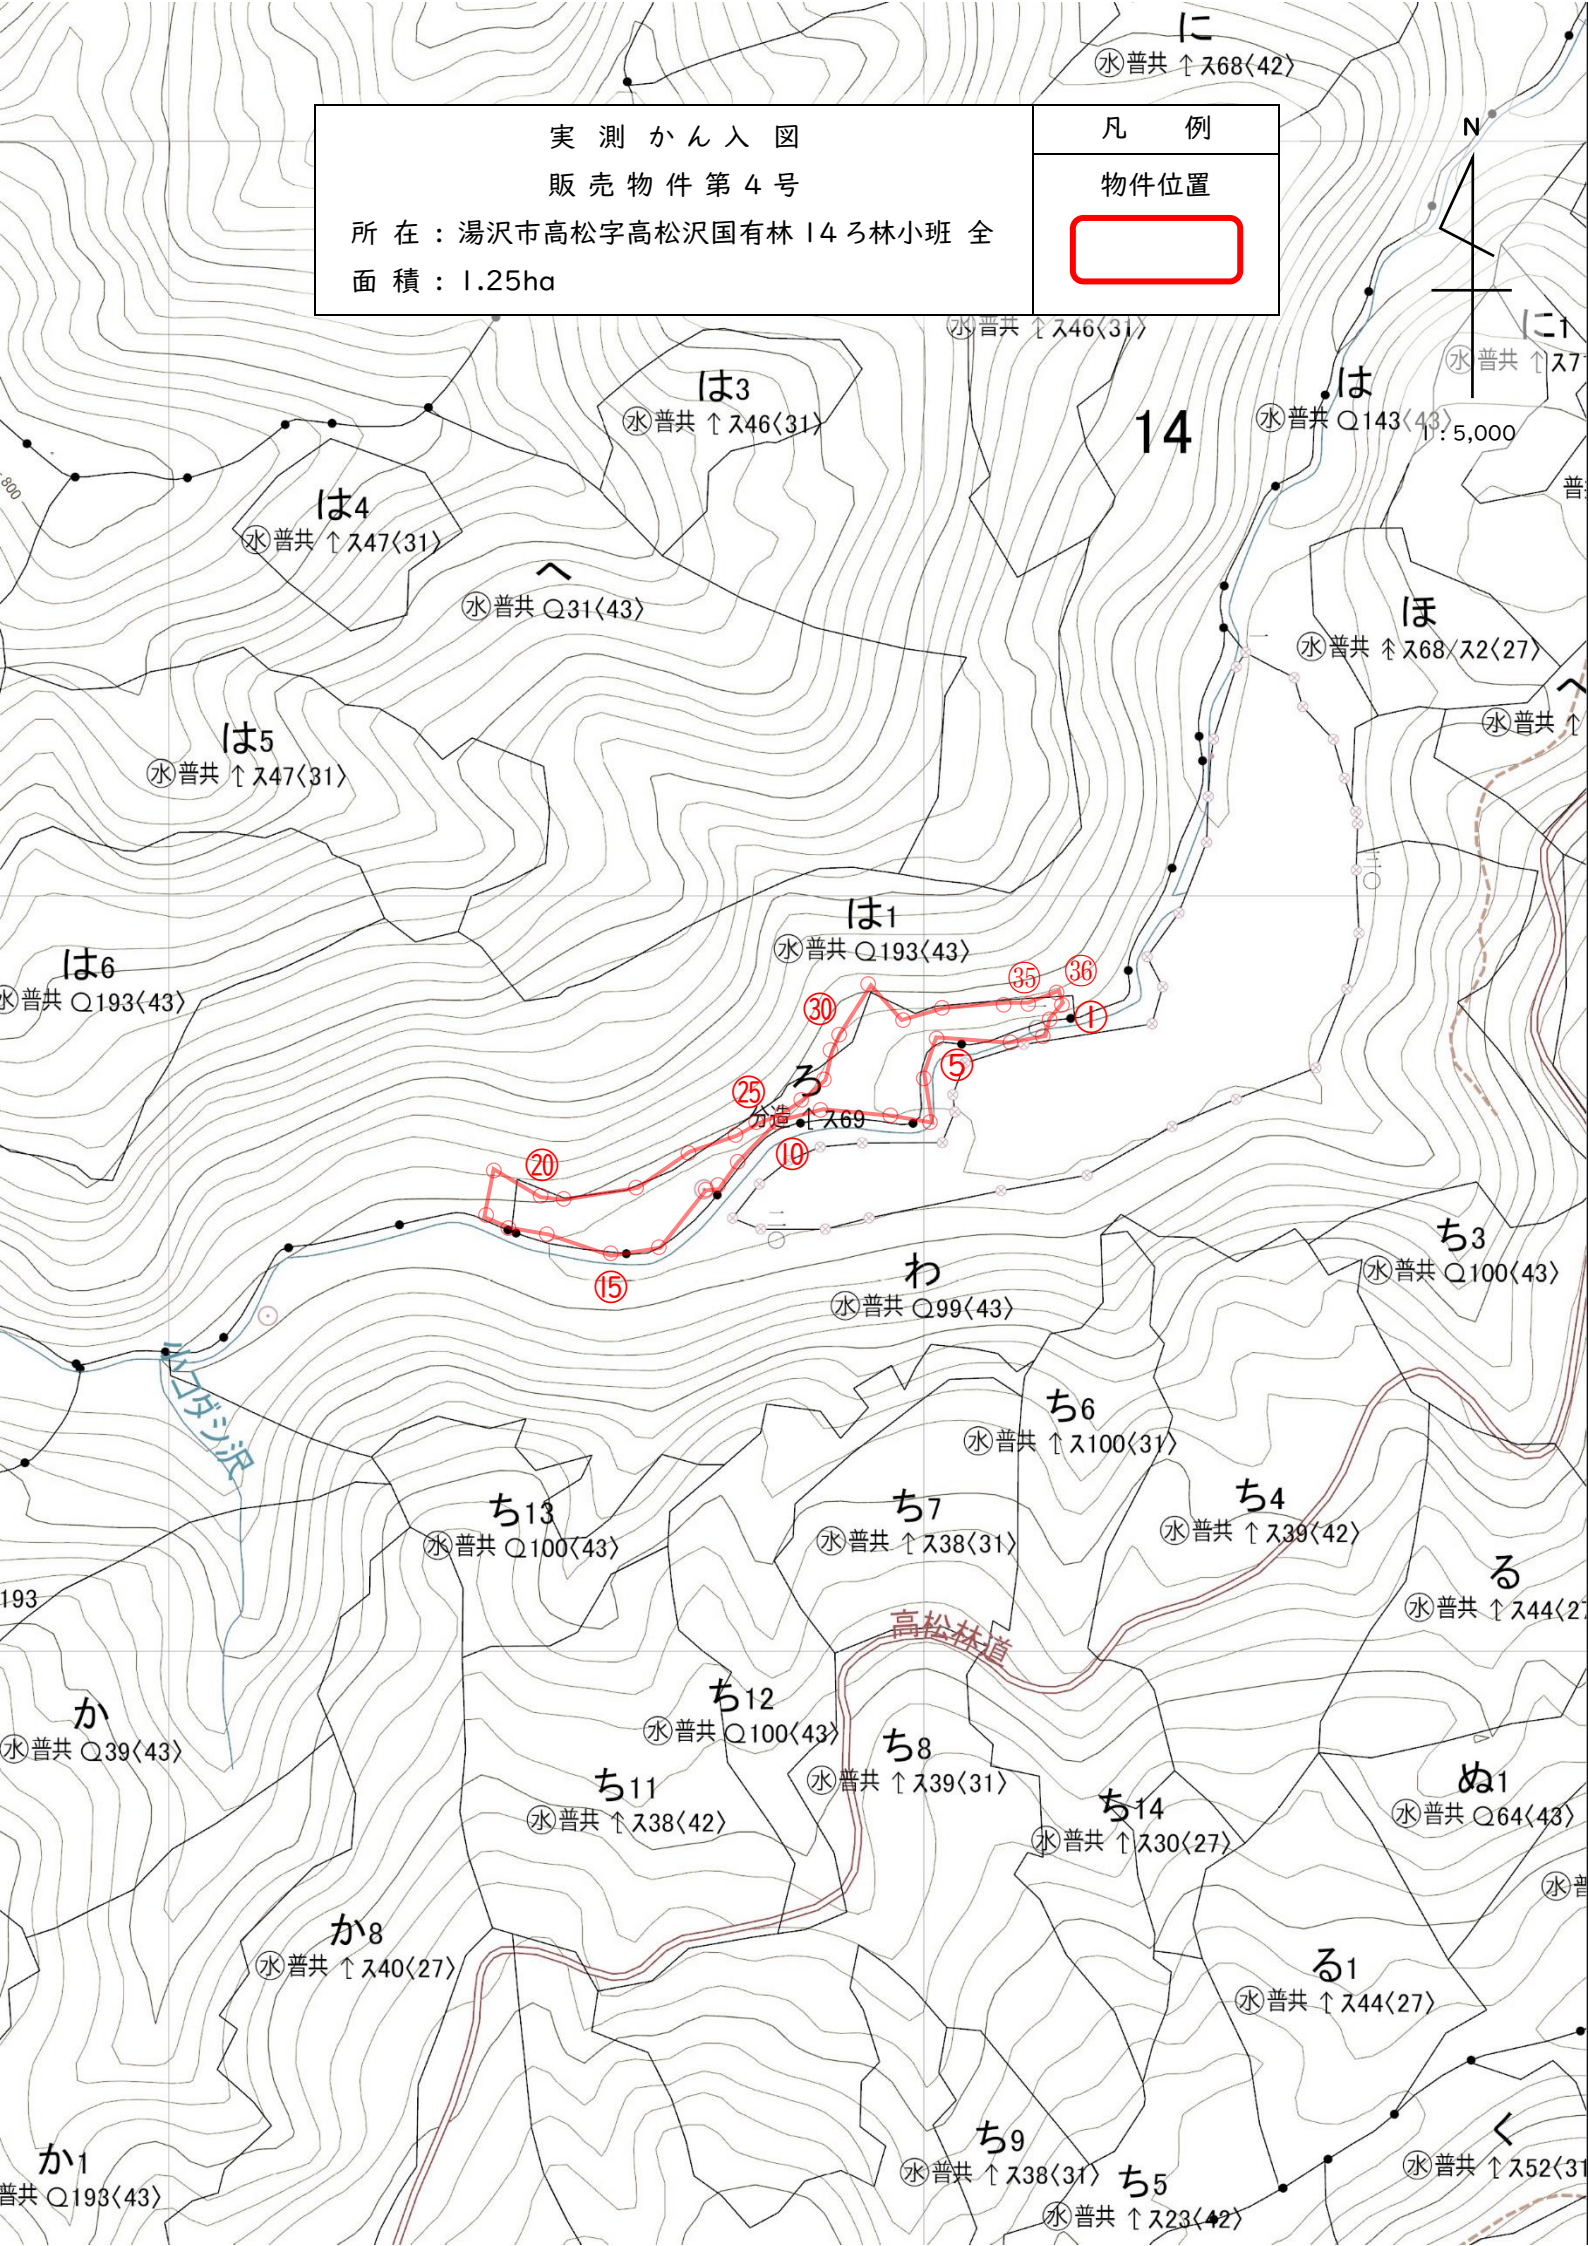 に
㊌普共 ↑ス68〈42〉
実 測 か ん 入 図
販 売 物 件 第 4 号
所 在 : 湯沢市高松字高松沢国有林 14 ろ林小班 全
面 積 : 1.25ha
凡 例
物件位置
N
1:5,000
㊌普共 ↑ス46〈31〉
に1
㊌普共 ↑ス7
は3
㊌普共 ↑ス46〈31〉
14
は
㊌普共 Q143〈43〉
800
普
は4
㊌普共 ↑ス47〈31〉
へ
㊌普共 Q31〈43〉
ほ
㊌普共 ス68/ス2〈27〉
へ
㊌普共 ↑
は5
㊌普共 ↑ス47〈31〉
は1
㊌普共 Q193〈43〉
は6
㊌普共 Q193〈43〉
㉟
㊱
㉚
①
⑤
㉕
ろ
分造 ↑ス69
⑩
⑳
⑮
わ
㊌普共 Q99〈43〉
ち3
㊌普共 Q100〈43〉
小コダシ沢
ち6
㊌普共 ↑ス100〈31〉
ち13
㊌普共 Q100〈43〉
ち7
㊌普共 ↑ス38〈31〉
ち4
㊌普共 ↑ス39〈42〉
る
㊌普共 ↑ス44〈27
193
高松林道
か
㊌普共 Q39〈43〉
ち12
㊌普共 Q100〈43〉
ち8
㊌普共 ↑ス39〈31〉
ち11
㊌普共 ↑ス38〈42〉
ち14
㊌普共 ↑ス30〈27〉
ぬ1
㊌普共 Q64〈43〉
㊌普
か8
㊌普共 ↑ス40〈27〉
る1
㊌普共 ↑ス44〈27〉
か1
普共 Q193〈43〉
ち9
㊌普共 ↑ス38〈31〉
ち5
㊌普共 ↑ス23〈42〉
く
㊌普共 ↑ス52〈31